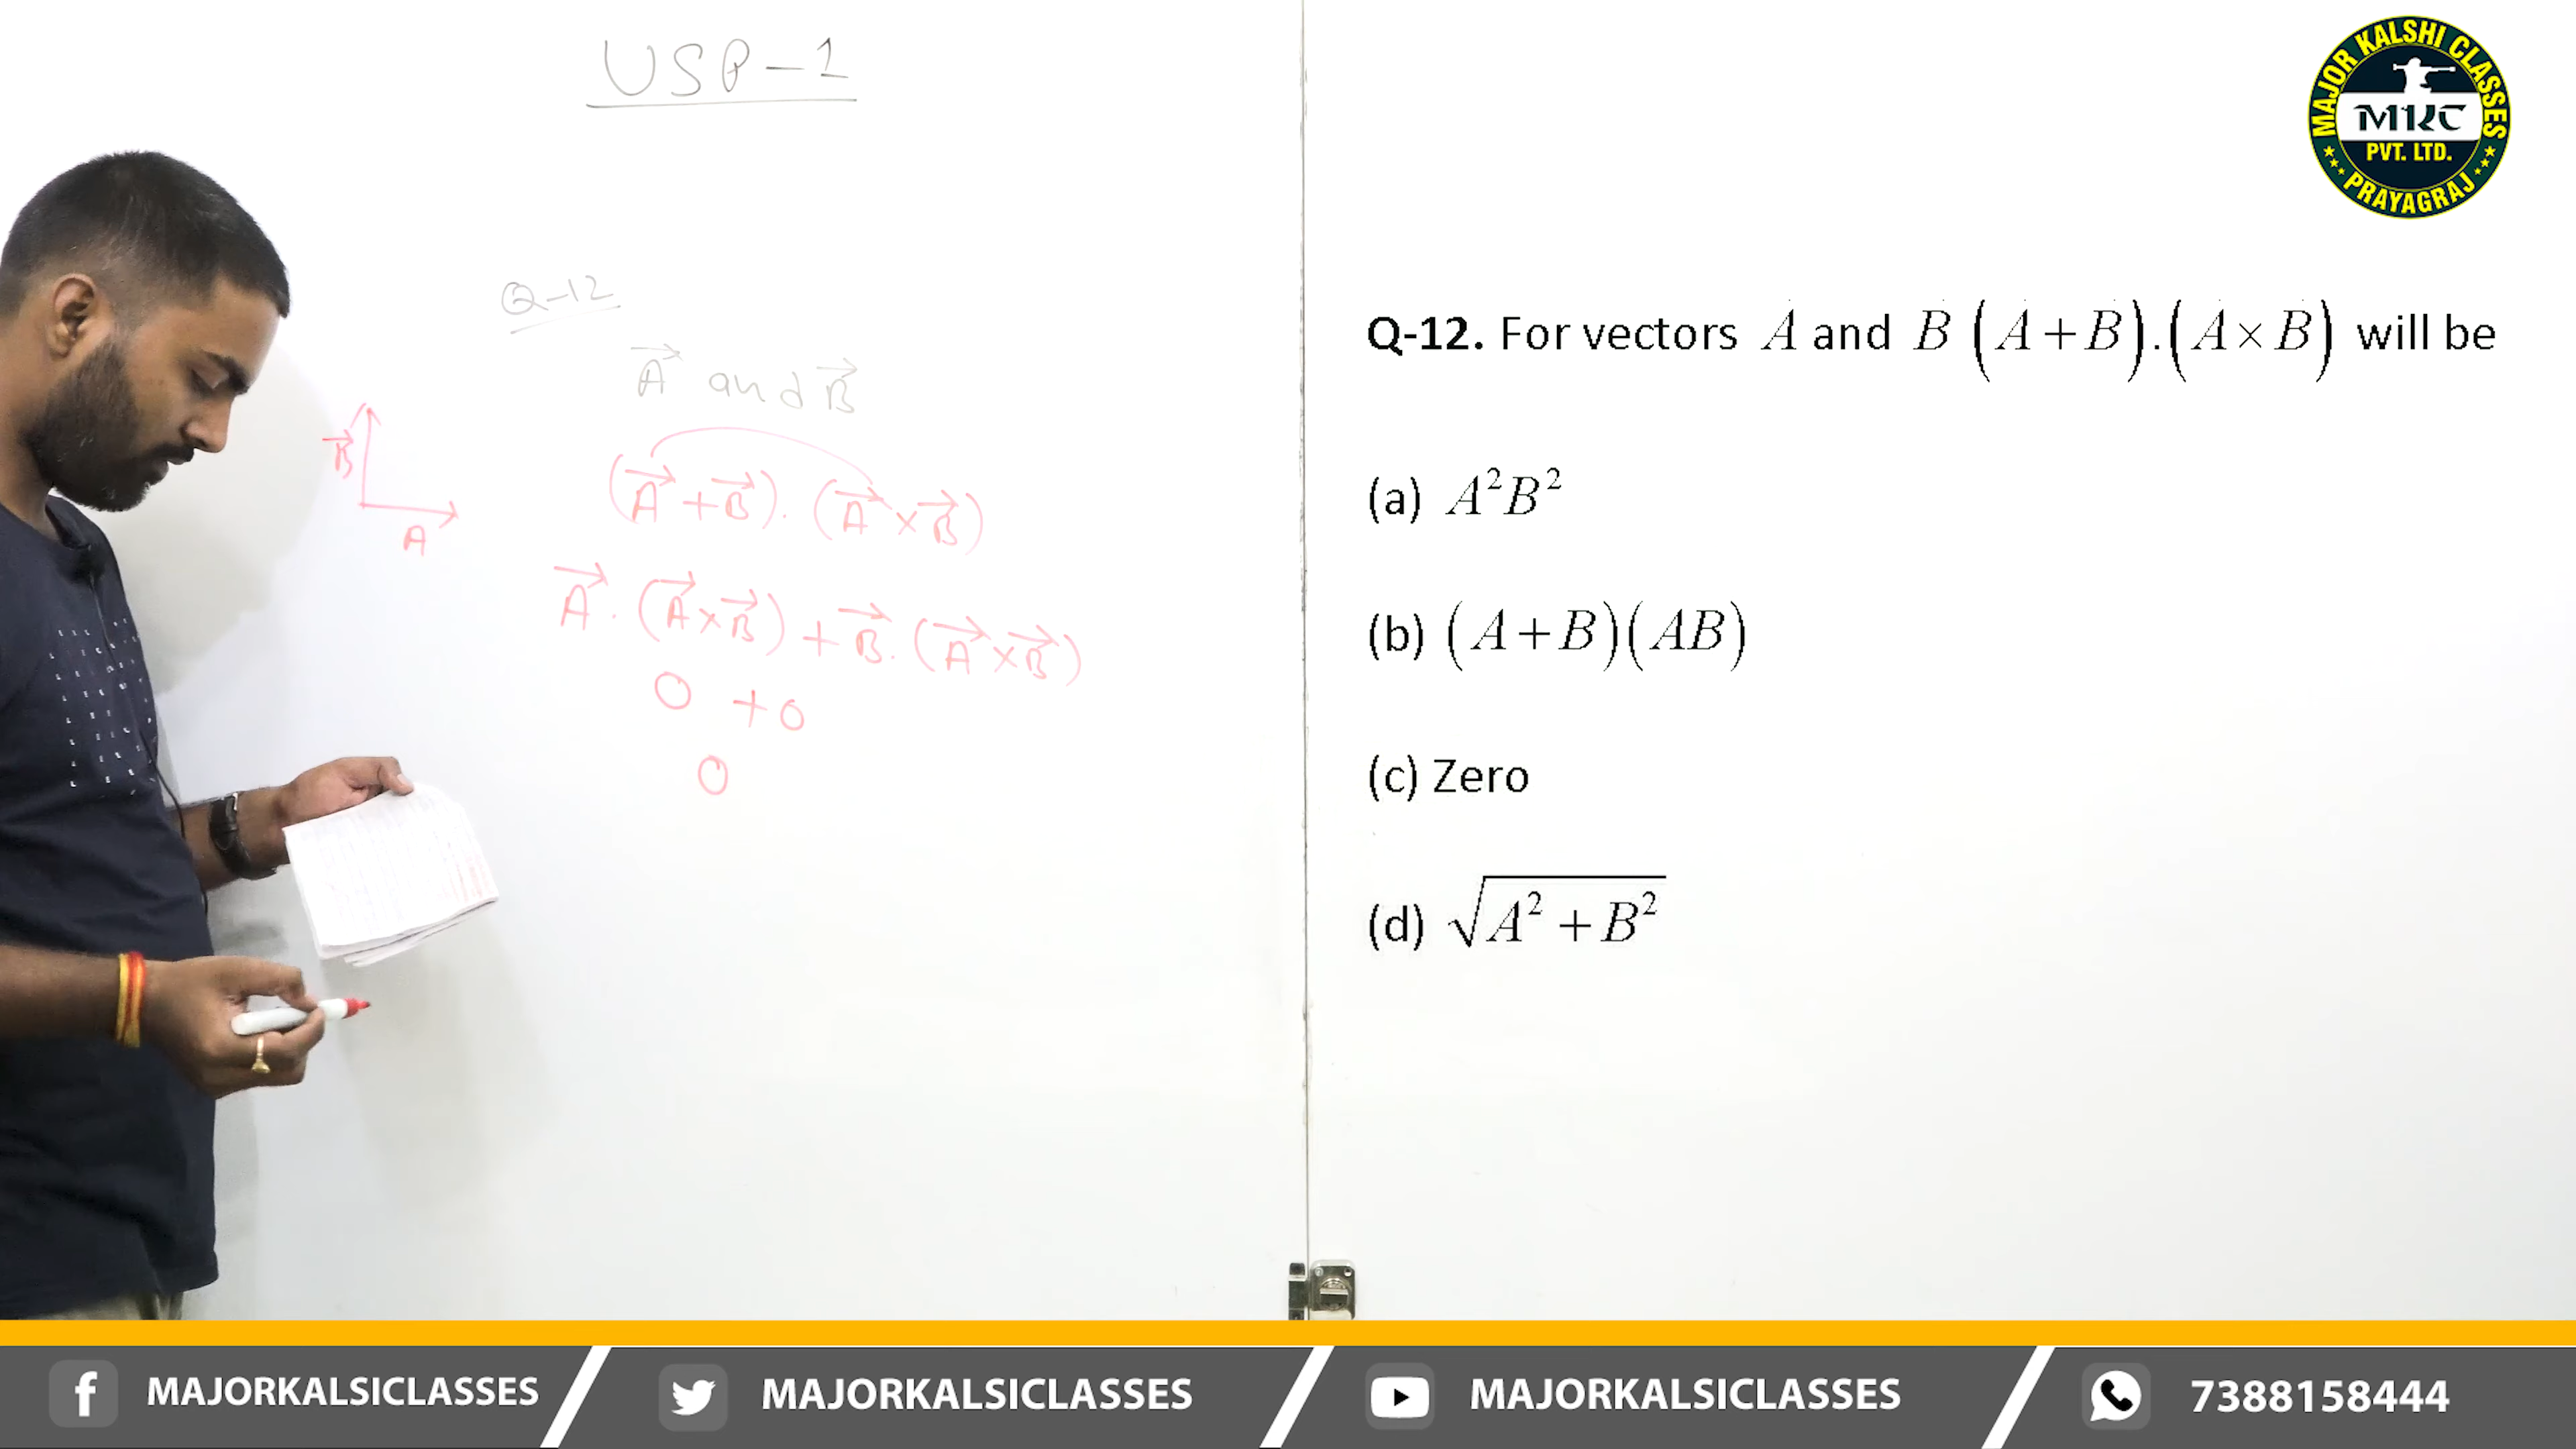 USP-1
Q-12
A⃗ and B⃗
(A⃗ + B⃗) . (A⃗ × B⃗)
A⃗ . (A⃗ × B⃗) + B⃗ . (A⃗ × B⃗)
0 + 0
0
B⃗
A
MAJOR KALSHI CLASSES
MKC
PVT. LTD.
PRAYAGRAJ
Q-12. For vectors A and B (A + B).(A × B) will be
(a) A²B²
(b) (A + B)(AB)
(c) Zero
(d) √(A² + B²)
MAJORKALSICLASSES
MAJORKALSICLASSES
MAJORKALSICLASSES
7388158444